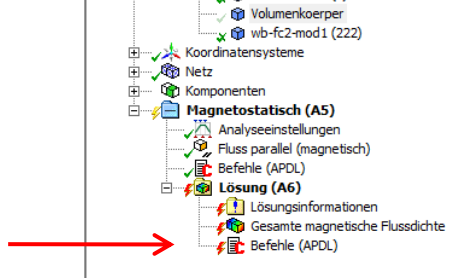 Volumenkoerper
wb-fc2-mod1 (222)
Koordinatensysteme
Netz
Komponenten
Magnetostatisch (A5)
Analyseeinstellungen
Fluss parallel (magnetisch)
Befehle (APDL)
Lösung (A6)
Lösungsinformationen
Gesamte magnetische Flussdichte
Befehle (APDL)